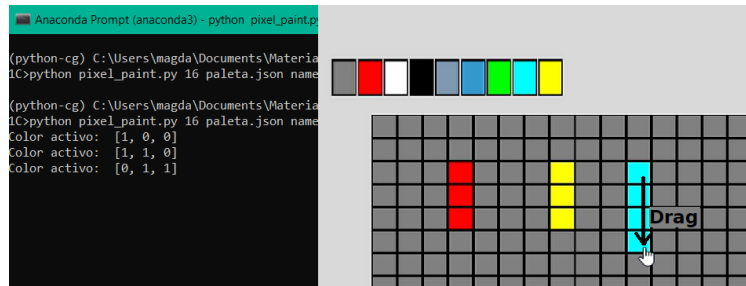 Anaconda Prompt (anaconda3) - python pixel_paint.py
(python-cg) C:\Users\magda\Documents\Materia
1C>python pixel_paint.py 16 paleta.json name
(python-cg) C:\Users\magda\Documents\Materia
1C>python pixel_paint.py 16 paleta.json name
Color activo:  [1, 0, 0]
Color activo:  [1, 1, 0]
Color activo:  [0, 1, 1]
Drag